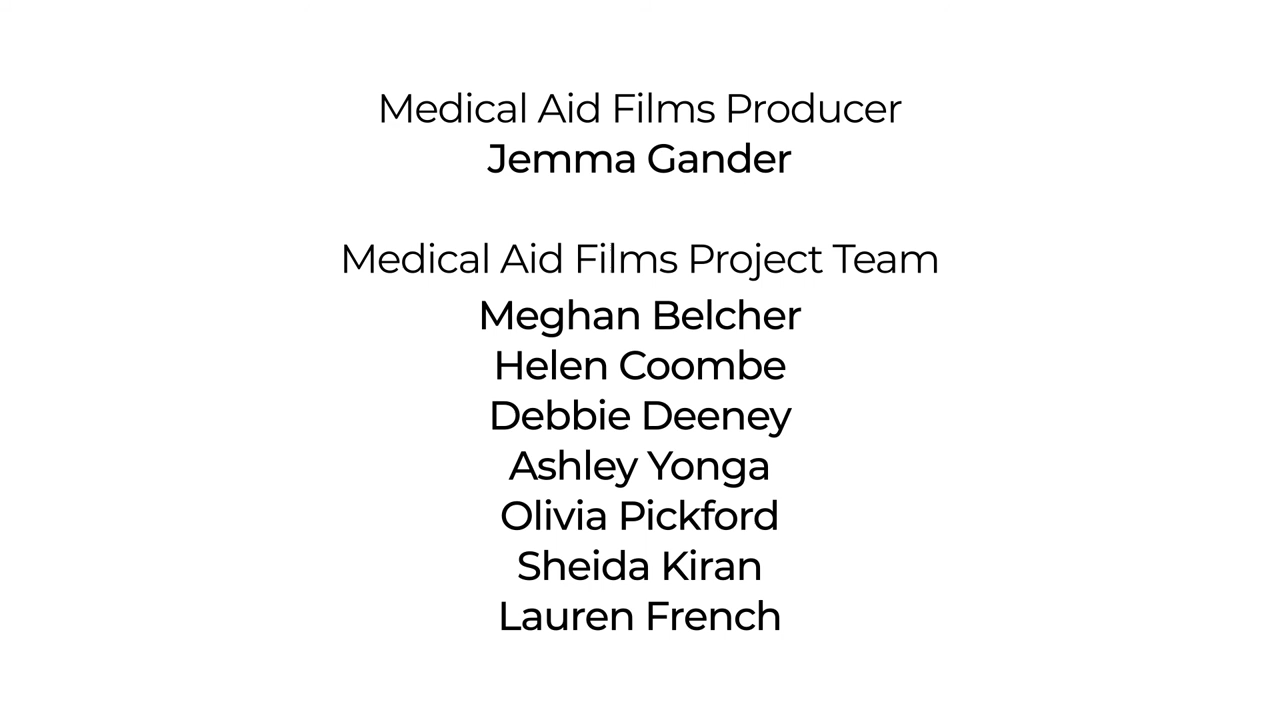 Medical Aid Films Producer
Jemma Gander
Medical Aid Films Project Team
Meghan Belcher
Helen Coombe
Debbie Deeney
Ashley Yonga
Olivia Pickford
Sheida Kiran
Lauren French